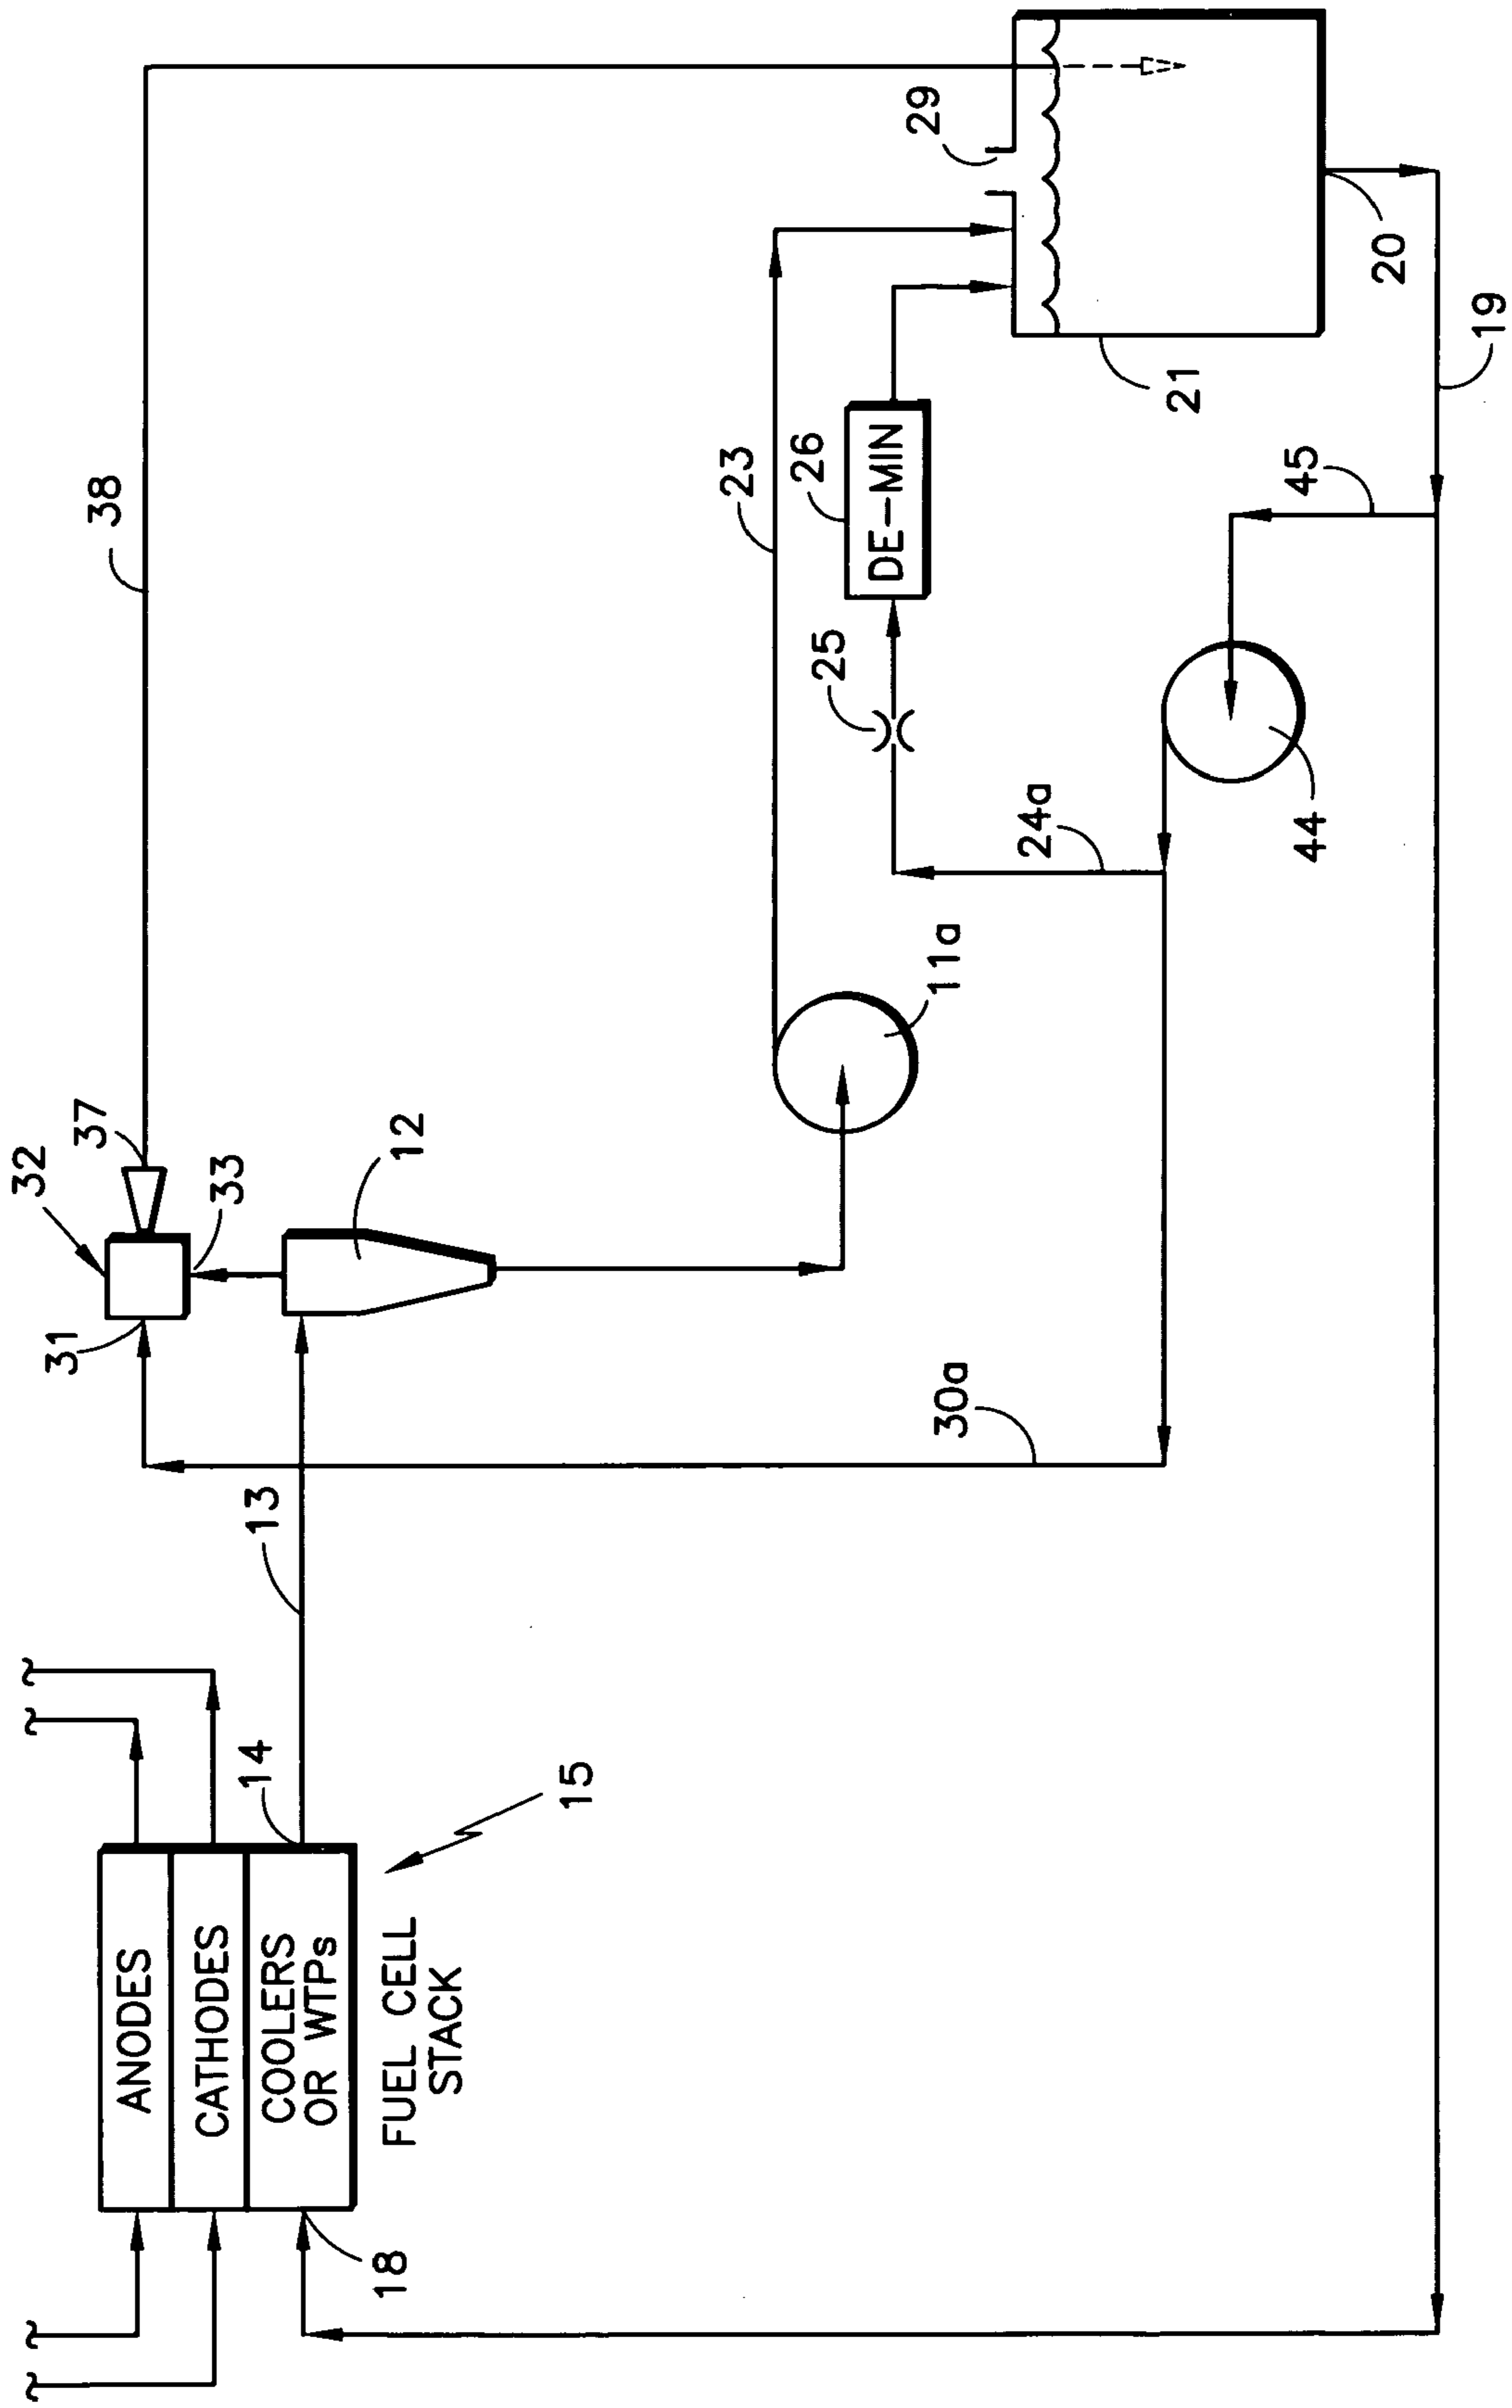 ANODES
CATHODES
COOLERS
OR WTPs
FUEL CELL
STACK
15
18
14
13
31
32
33
37
38
12
30a
11a
23
24a
25
26
DE-MIN
29
21
20
19
45
44